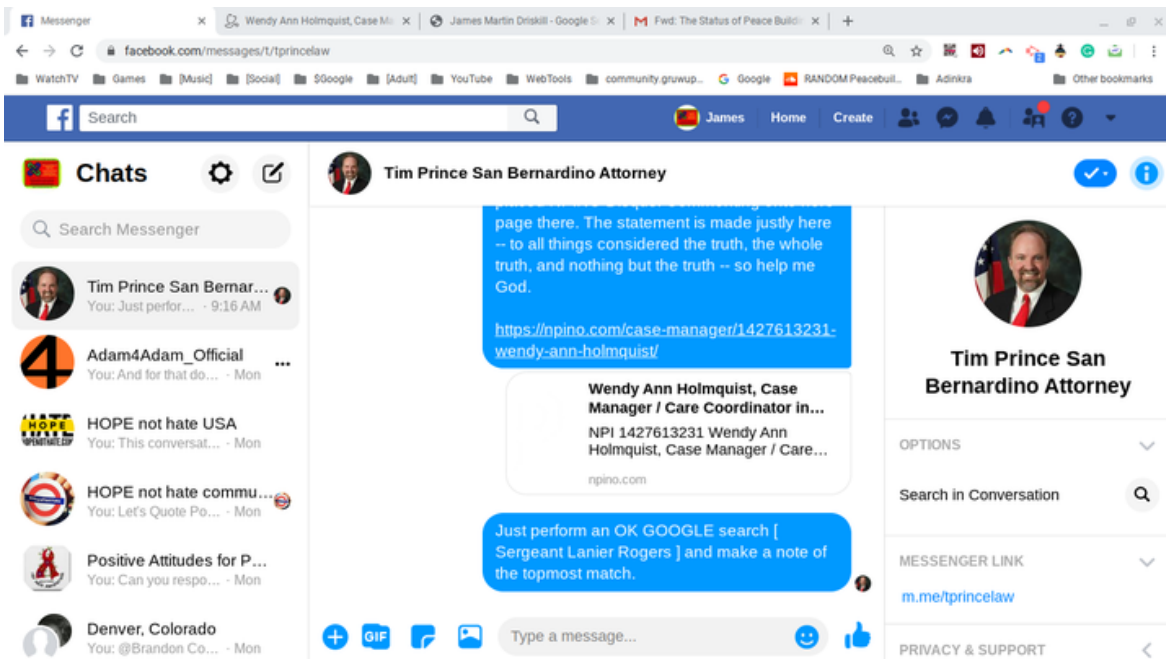 Messenger
Wendy Ann Holmquist, Case Ma
James Martin Driskill - Google S
Fwd: The Status of Peace Buildi
facebook.com/messages/t/tprincelaw
WatchTV
Games
[Music]
[Social]
$Google
[Adult]
YouTube
WebTools
community.gruwup...
Google
RANDOM Peacebuil...
Adinkra
Other bookmarks
Search
James
Home
Create
Chats
Search Messenger
Tim Prince San Bernar...
You: Just perfor... · 9:16 AM
Adam4Adam_Official
You: And for that do... · Mon
HOPE not hate USA
You: This conversat... · Mon
HOPE not hate commu...
You: Let's Quote Po... · Mon
Positive Attitudes for P...
You: Can you respo... · Mon
Denver, Colorado
You: @Brandon Co... · Mon
Tim Prince San Bernardino Attorney
page there. The statement is made justly here
-- to all things considered the truth, the whole
truth, and nothing but the truth -- so help me
God.
https://npino.com/case-manager/1427613231-
wendy-ann-holmquist/
Wendy Ann Holmquist, Case
Manager / Care Coordinator in...
NPI 1427613231 Wendy Ann
Holmquist, Case Manager / Care...
npino.com
Just perform an OK GOOGLE search [
Sergeant Lanier Rogers ] and make a note of
the topmost match.
GIF
Type a message...
Tim Prince San
Bernardino Attorney
OPTIONS
Search in Conversation
MESSENGER LINK
m.me/tprincelaw
PRIVACY & SUPPORT